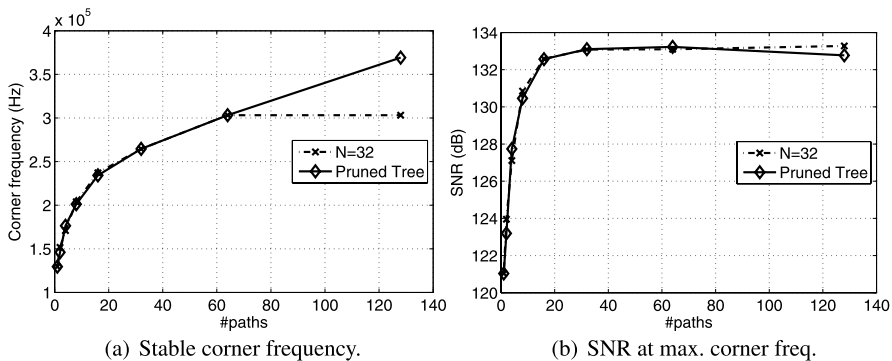 x 10⁵
4
3.5
3
2.5
2
1.5
1
0 20 40 60 80 100 120 140
Corner frequency (Hz)
#paths
N=32
Pruned Tree
(a) Stable corner frequency.
134
132
130
128
126
124
122
120
0 20 40 60 80 100 120 140
SNR (dB)
#paths
N=32
Pruned Tree
(b) SNR at max. corner freq.